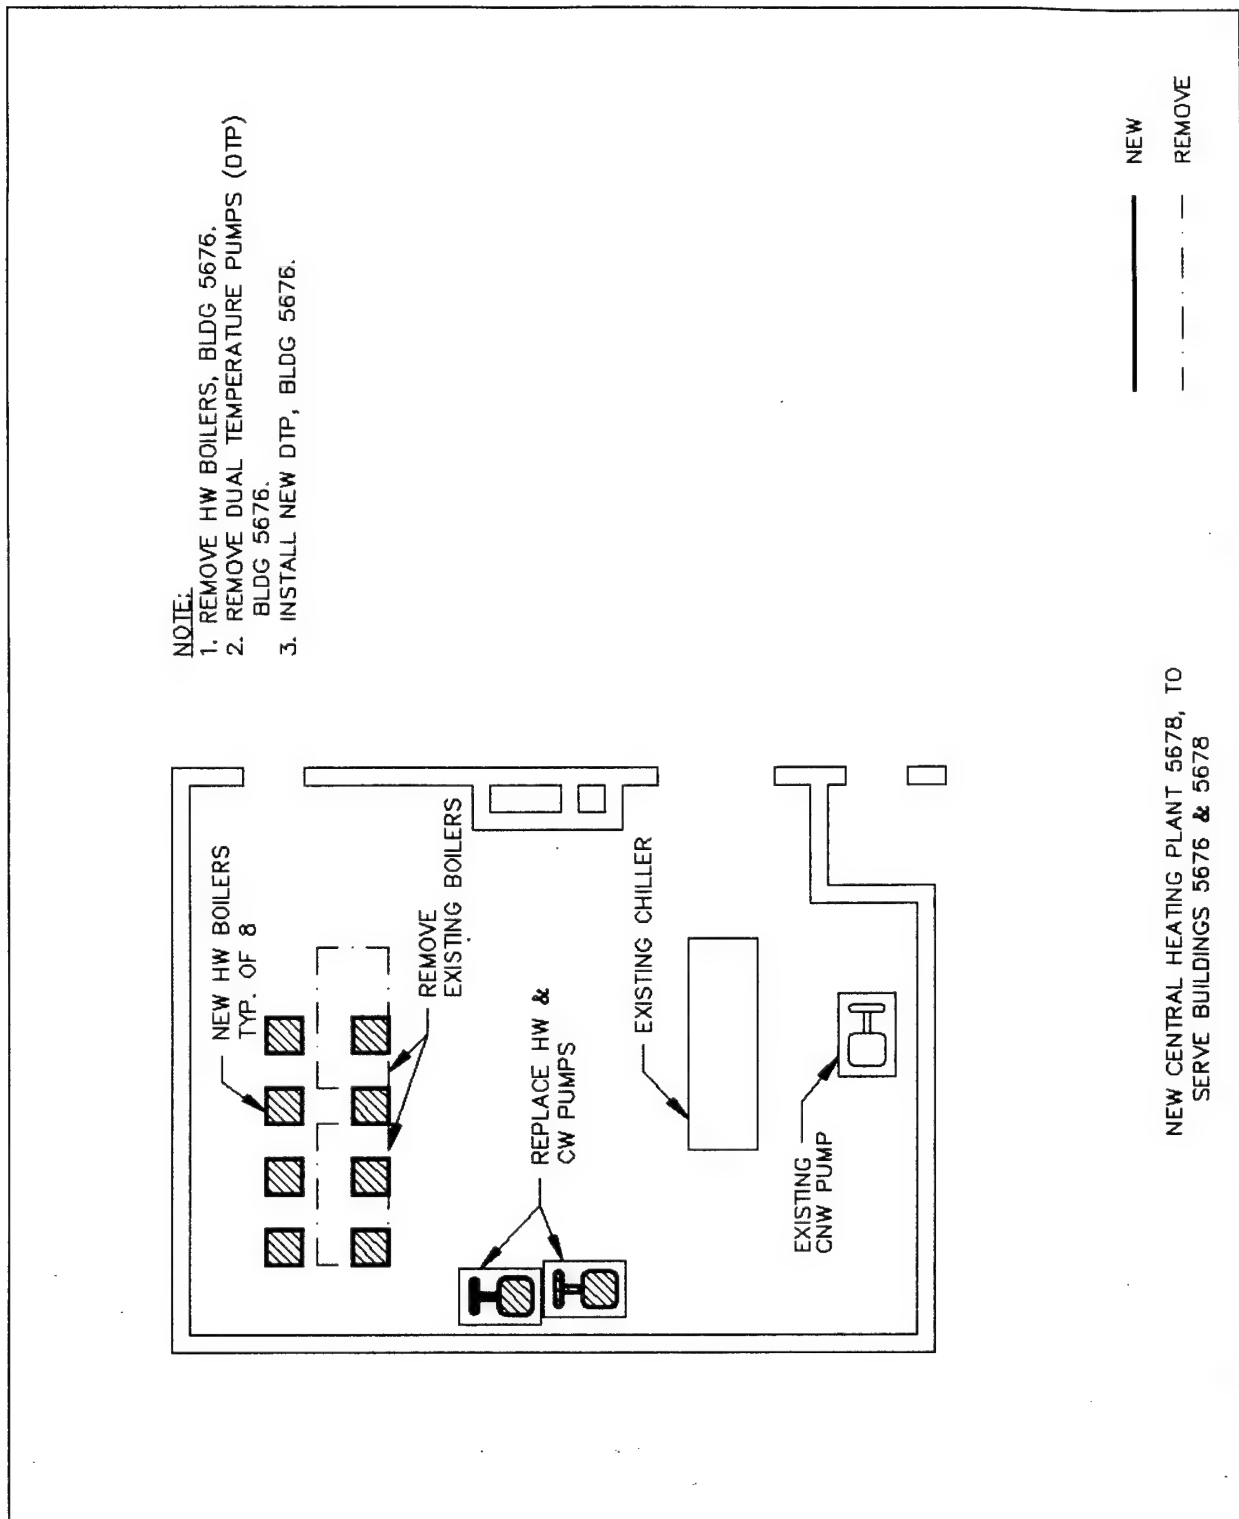 NOTE:
1. REMOVE HW BOILERS, BLDG 5676.
2. REMOVE DUAL TEMPERATURE PUMPS (DTP)
BLDG 5676.
3. INSTALL NEW DTP, BLDG 5676.
NEW HW BOILERS
TYP. OF 8
REMOVE
EXISTING BOILERS
REPLACE HW &
CW PUMPS
EXISTING CHILLER
EXISTING
CNW PUMP
NEW
REMOVE
NEW CENTRAL HEATING PLANT 5678, TO
SERVE BUILDINGS 5676 & 5678